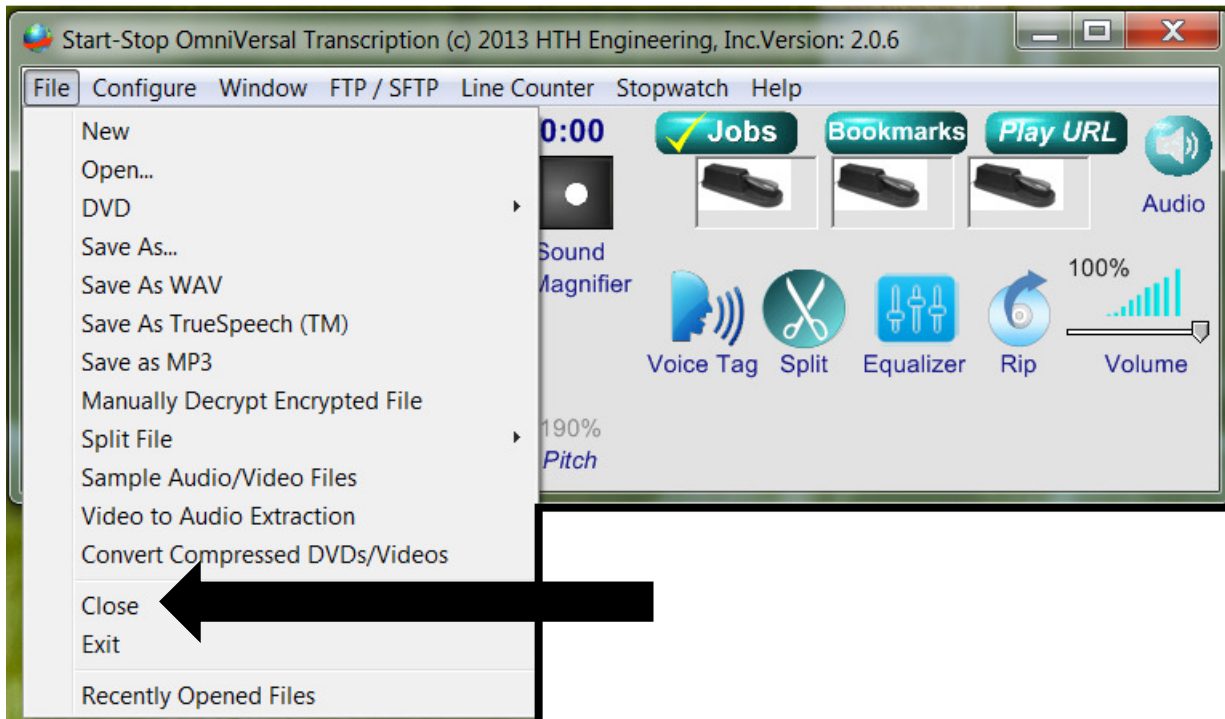 Start-Stop OmniVersal Transcription (c) 2013 HTH Engineering, Inc.Version: 2.0.6
File Configure Window FTP / SFTP Line Counter Stopwatch Help
New
Open...
DVD
Save As...
Save As WAV
Save As TrueSpeech (TM)
Save as MP3
Manually Decrypt Encrypted File
Split File
Sample Audio/Video Files
Video to Audio Extraction
Convert Compressed DVDs/Videos
Close
Exit
Recently Opened Files
0:00
Jobs Bookmarks Play URL
Audio
Sound
Magnifier
100%
Voice Tag Split Equalizer Rip Volume
190%
Pitch